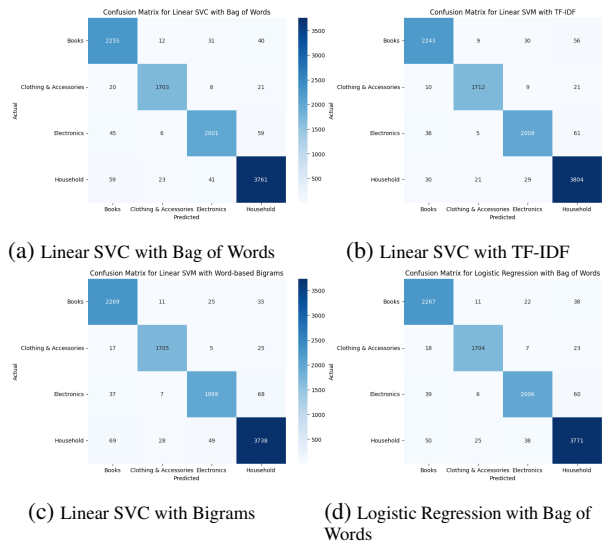 Confusion Matrix for Linear SVC with Bag of Words
Books 2255 12 31 40
Clothing & Accessories 20 1703 8 21
Electronics 45 6 2001 59
Household 59 23 41 3761
Books Clothing & Accessories Electronics Household
Predicted
Actual
3500
3000
2500
2000
1500
1000
500
(a) Linear SVC with Bag of Words
Confusion Matrix for Linear SVM with TF-IDF
Books 2243 9 30 56
Clothing & Accessories 10 1712 9 21
Electronics 36 5 2009 61
Household 30 21 29 3804
Books Clothing & Accessories Electronics Household
Predicted
Actual
(b) Linear SVC with TF-IDF
Confusion Matrix for Linear SVM with Word-based Bigrams
Books 2269 11 25 33
Clothing & Accessories 17 1705 5 25
Electronics 37 7 1999 68
Household 69 28 49 3738
Books Clothing & Accessories Electronics Household
Predicted
Actual
3500
3000
2500
2000
1500
1000
500
(c) Linear SVC with Bigrams
Confusion Matrix for Logistic Regression with Bag of Words
Books 2267 11 22 38
Clothing & Accessories 18 1704 7 23
Electronics 39 6 2006 60
Household 50 25 38 3771
Books Clothing & Accessories Electronics Household
Predicted
Actual
(d) Logistic Regression with Bag of
Words